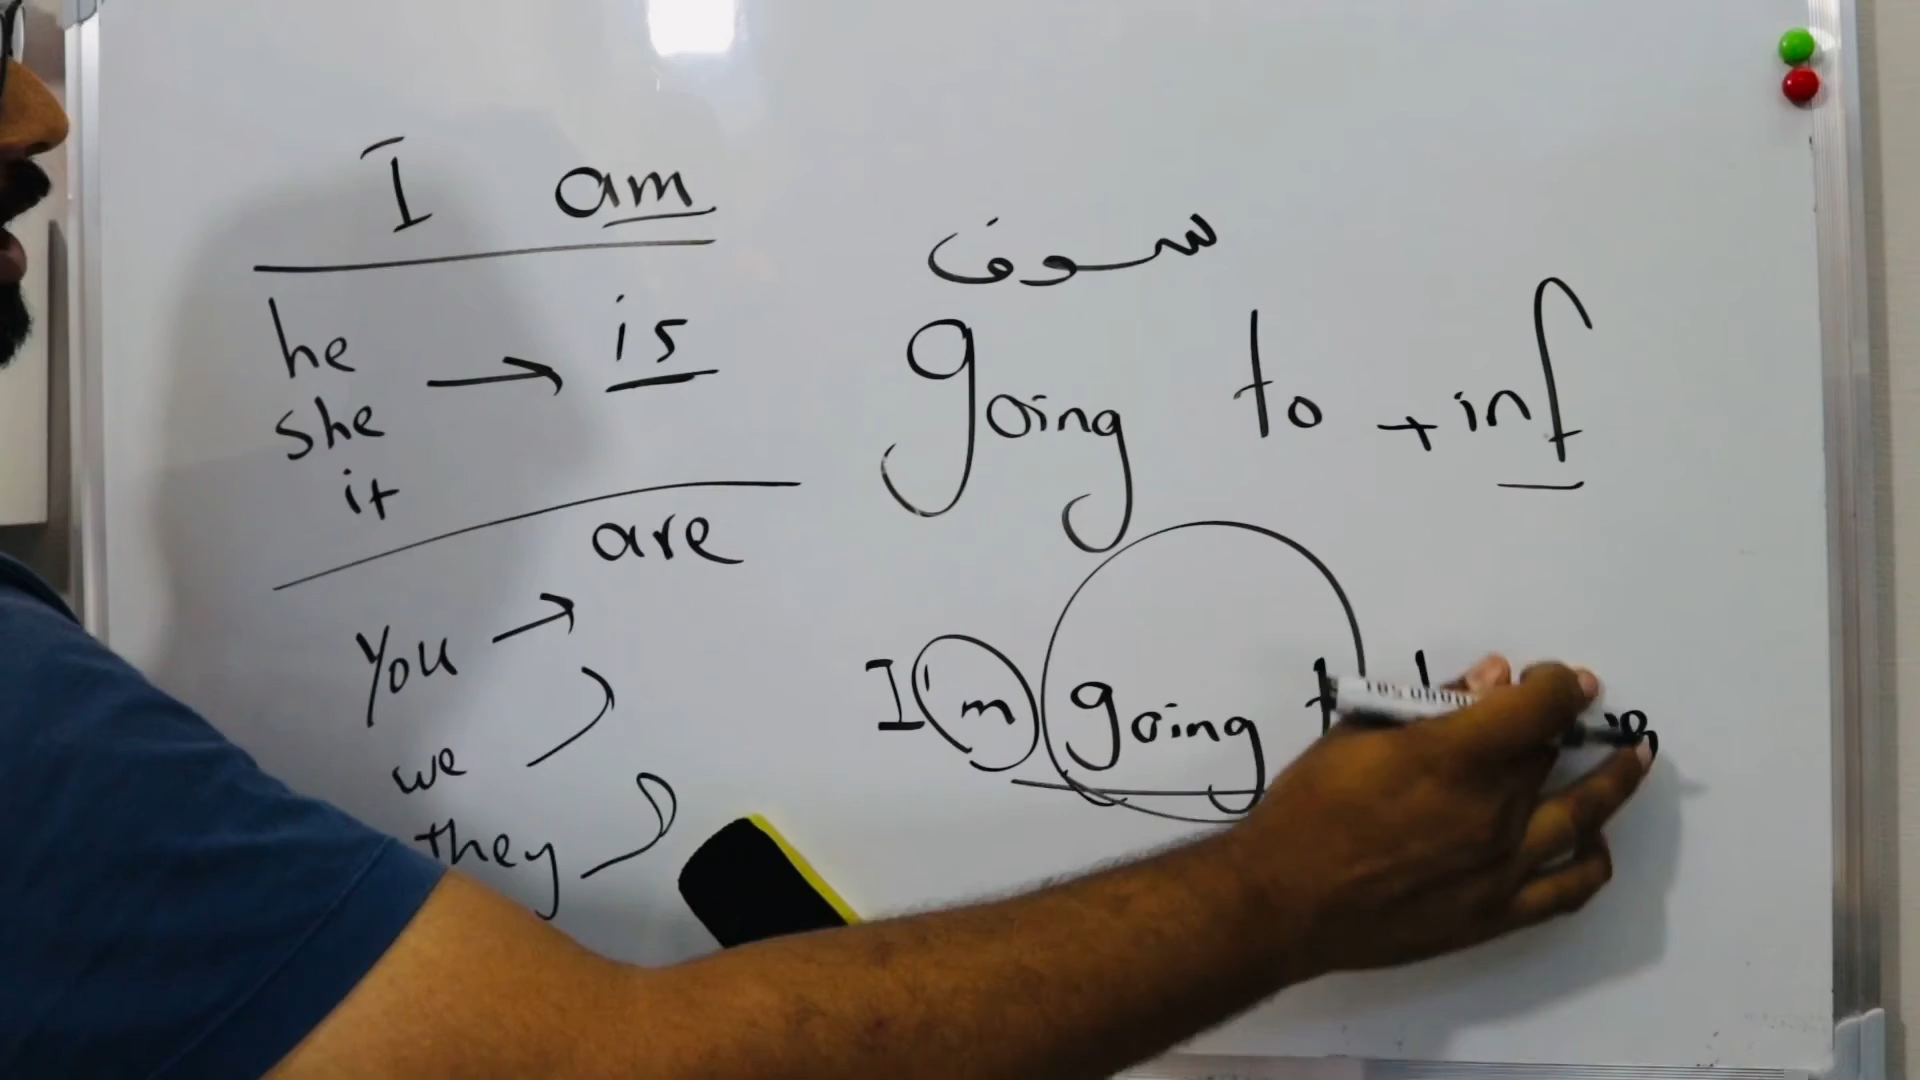 I am
he
she → is
it
are
you →
we
they
سوف
going to + inf
I'm going